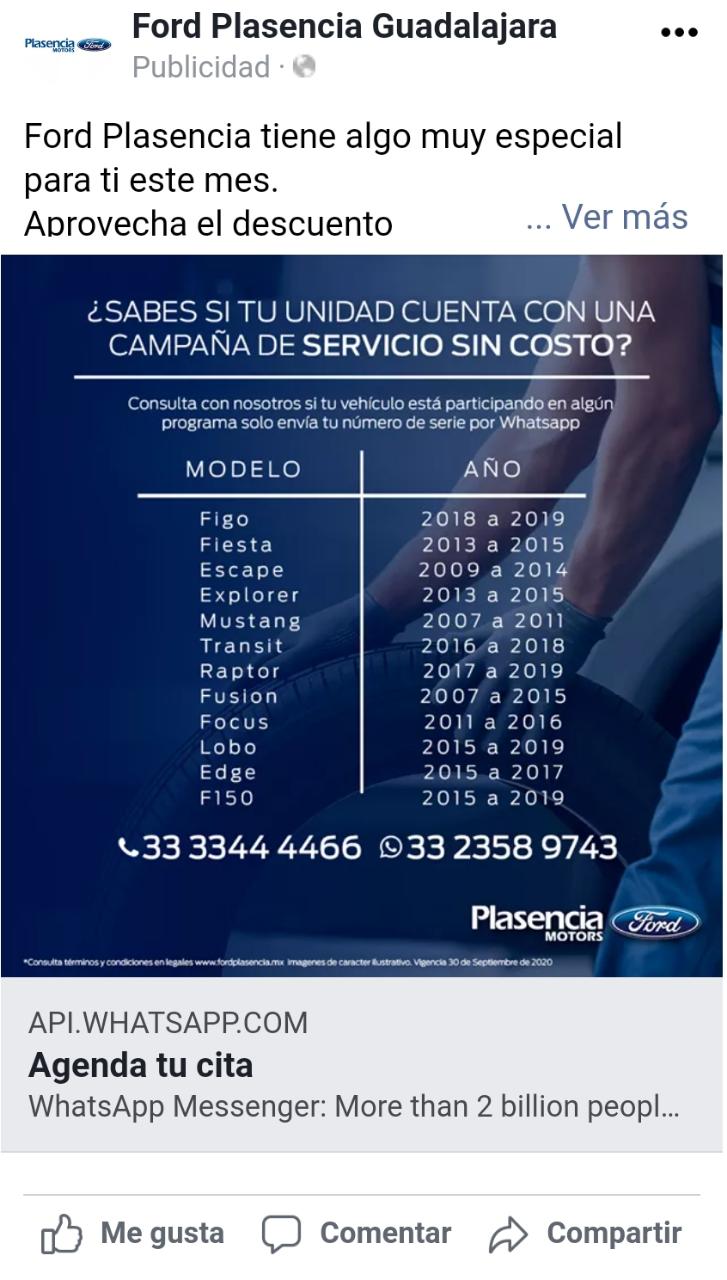 Plasencia MOTORS Ford
Ford Plasencia Guadalajara
Publicidad ·
Ford Plasencia tiene algo muy especial
para ti este mes.
Aprovecha el descuento
... Ver más
¿SABES SI TU UNIDAD CUENTA CON UNA
CAMPAÑA DE SERVICIO SIN COSTO?
Consulta con nosotros si tu vehículo está participando en algún
programa solo envía tu número de serie por Whatsapp
MODELO AÑO
Figo 2018 a 2019
Fiesta 2013 a 2015
Escape 2009 a 2014
Explorer 2013 a 2015
Mustang 2007 a 2011
Transit 2016 a 2018
Raptor 2017 a 2019
Fusion 2007 a 2015
Focus 2011 a 2016
Lobo 2015 a 2019
Edge 2015 a 2017
F150 2015 a 2019
33 3344 4466 33 2358 9743
Plasencia MOTORS Ford
*Consulta términos y condiciones en legales www.fordplasencia.mx Imagenes de caracter ilustrativo. Vigencia 30 de Septiembre de 2020
API.WHATSAPP.COM
Agenda tu cita
WhatsApp Messenger: More than 2 billion peopl...
Me gusta Comentar Compartir